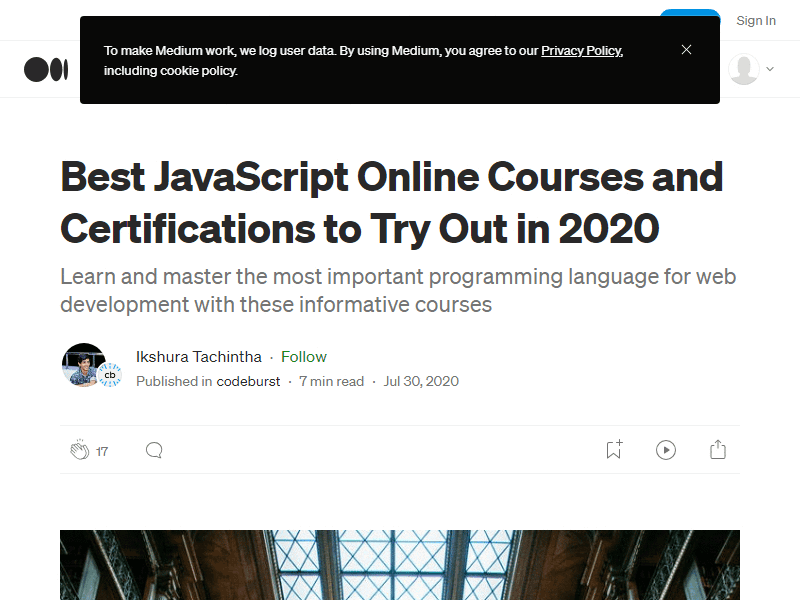 Sign In
To make Medium work, we log user data. By using Medium, you agree to our Privacy Policy,
including cookie policy.
Best JavaScript Online Courses and
Certifications to Try Out in 2020
Learn and master the most important programming language for web
development with these informative courses
Ikshura Tachintha · Follow
cb
Published in codeburst · 7 min read · Jul 30, 2020
17